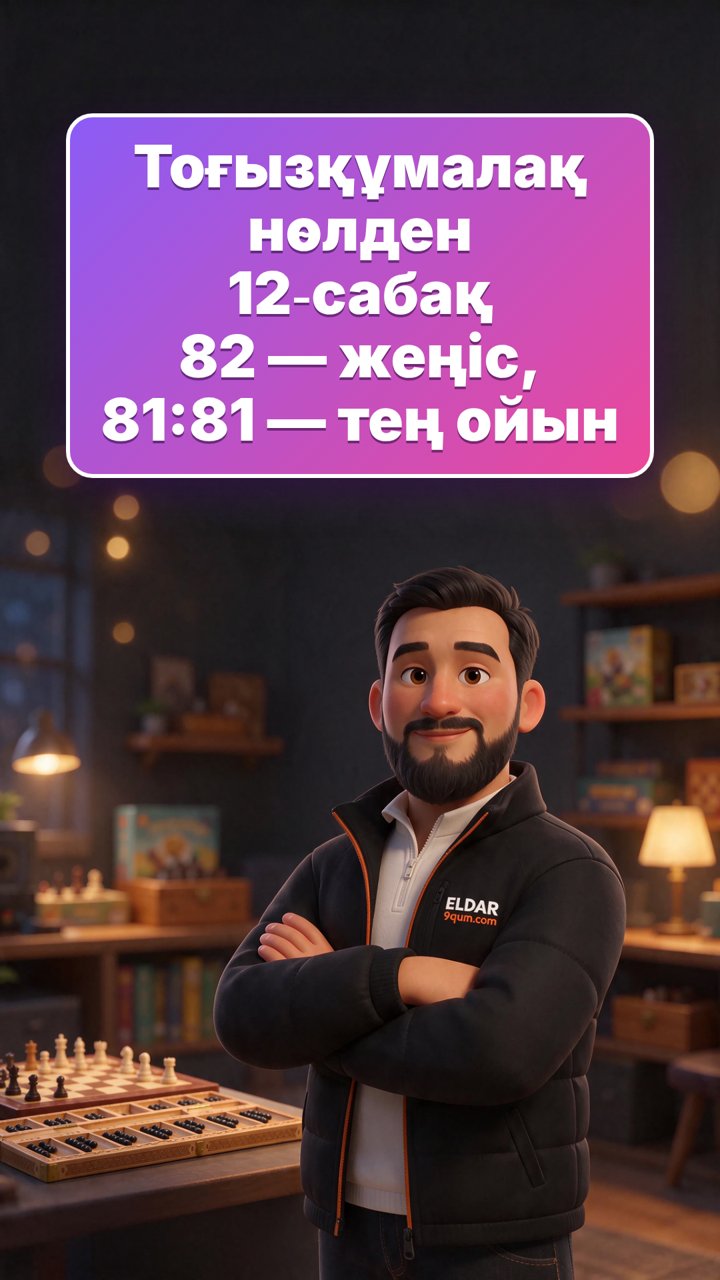 Тоғызқұмалақ
нөлден
12-сабақ
82 — жеңіс,
81:81 — тең ойын
ELDAR
9qum.com